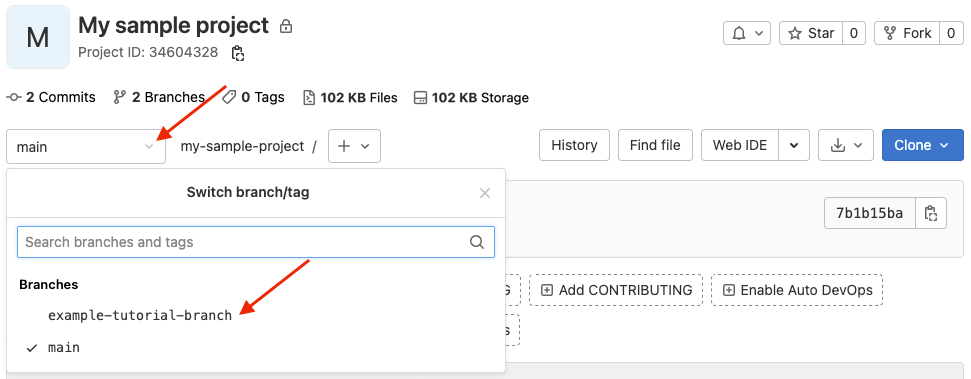 M
My sample project
Project ID: 34604328
Star 0
Fork 0
2 Commits 2 Branches 0 Tags 102 KB Files 102 KB Storage
main my-sample-project / + History Find file Web IDE Clone
Switch branch/tag
7b1b15ba
Search branches and tags
Branches
G Add CONTRIBUTING Enable Auto DevOps
example-tutorial-branch
s
main